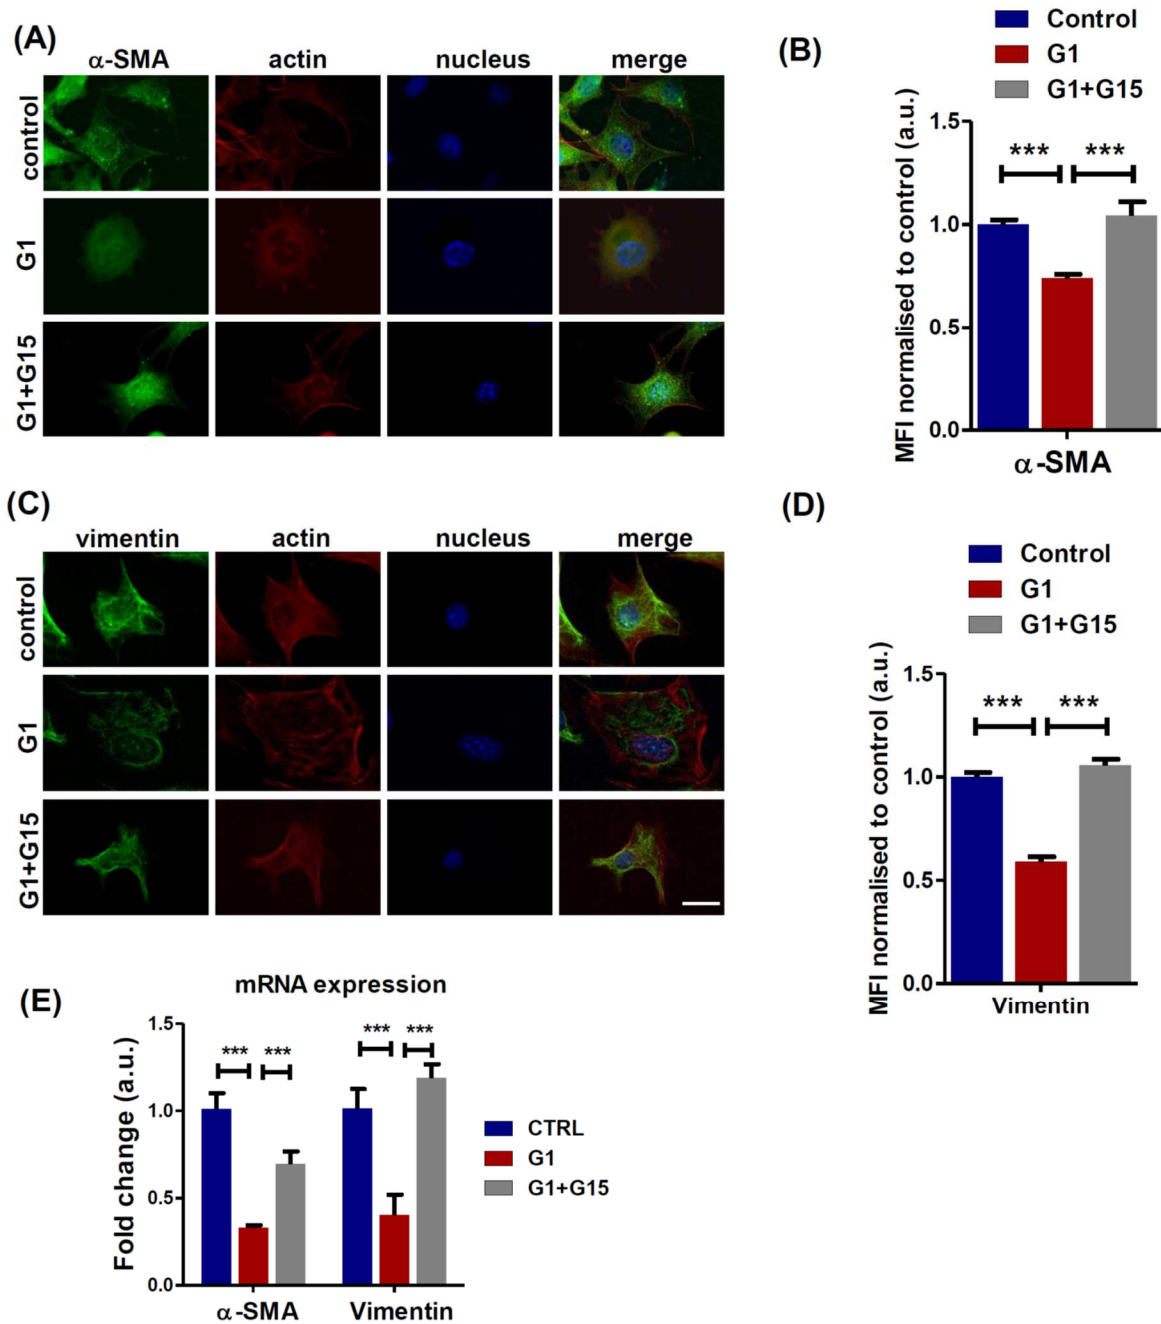 (A)
α-SMA actin nucleus merge
control
G1
G1+G15
(B)
Control
G1
G1+G15
MFI normalised to control (a.u.)
1.5
1.0
0.5
0.0
*** ***
α-SMA
(C)
vimentin actin nucleus merge
control
G1
G1+G15
(D)
Control
G1
G1+G15
MFI normalised to control (a.u.)
1.5
1.0
0.5
0.0
*** ***
Vimentin
(E)
mRNA expression
Fold change (a.u.)
1.5
1.0
0.5
0.0
*** *** *** ***
α-SMA Vimentin
CTRL
G1
G1+G15